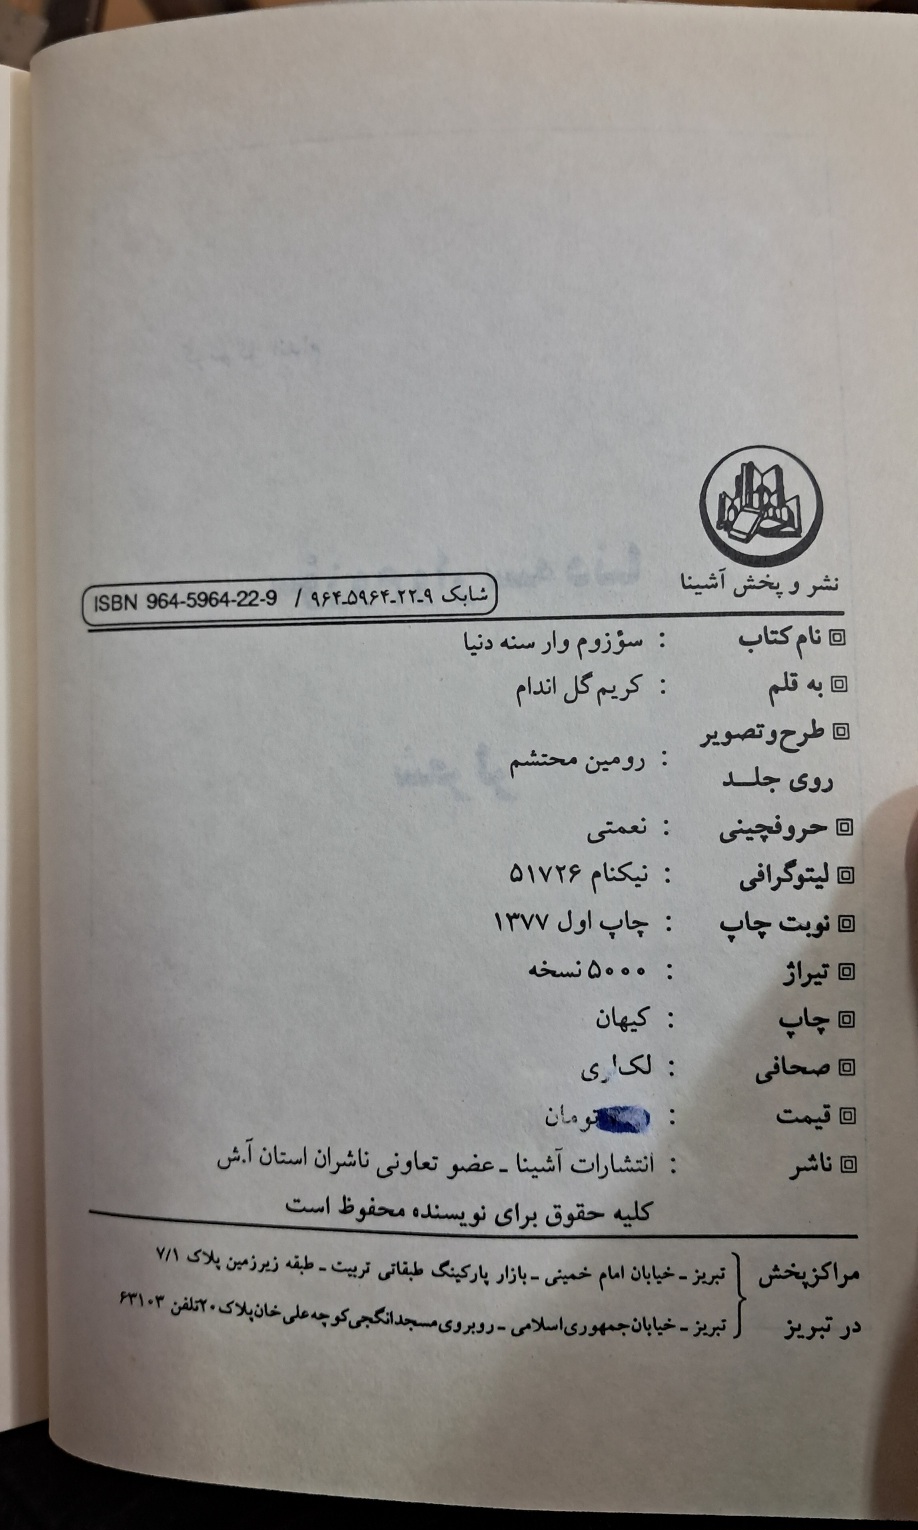 نشر و پخش آشینا
شابک ۹-۲۲-۵۹۶۴-۹۶۴ / ISBN 964-5964-22-9
نام کتاب : سؤزوم وار سنه دنیا
به قلم : کریم گل اندام
طرح و تصویر روی جلـد : رومین محتشم
حروفچینی : نعمتی
لیتوگرافی : نیکنام ۵۱۷۲۶
نوبت چاپ : چاپ اول ۱۳۷۷
تیراژ : ۵۰۰۰ نسخه
چاپ : کیهان
صحافی :
قیمت : تومان
ناشر : انتشارات آشینا ـ عضو تعاونی ناشران استان آ.ش
کلیه حقوق برای نویسنده محفوظ است
مراکز پخش تبریز ـ خیابان امام خمینی ـ بازار پارکینگ طبقاتی تربیت ـ طبقه زیرزمین پلاک ۷/۱
در تبریز تبریز ـ خیابان جمهوری اسلامی ـ روبروی مسجد انگجی کوچه علی خان پلاک ۲۰ تلفن ۶۳۱۰۳